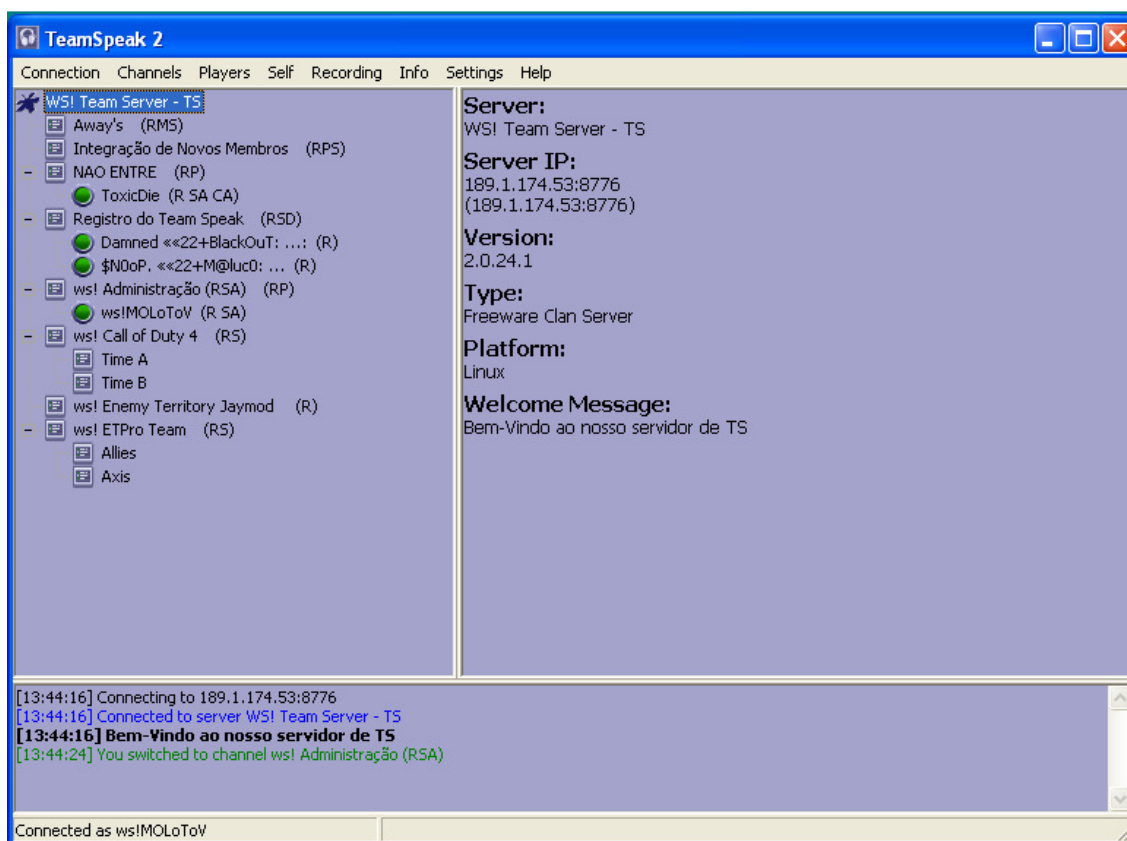 TeamSpeak 2
Connection Channels Players Self Recording Info Settings Help
WS! Team Server - TS
Away's (RMS)
Integração de Novos Membros (RPS)
NAO ENTRE (RP)
ToxicDie (R SA CA)
Registro do Team Speak (RSD)
Damned ««22+BlackOuT: ...: (R)
$N0oP. ««22+M@luc0: ... (R)
ws! Administração (RSA) (RP)
ws!MOLoToV (R SA)
ws! Call of Duty 4 (RS)
Time A
Time B
ws! Enemy Territory Jaymod (R)
ws! ETPro Team (RS)
Allies
Axis
Server:
WS! Team Server - TS
Server IP:
189.1.174.53:8776
(189.1.174.53:8776)
Version:
2.0.24.1
Type:
Freeware Clan Server
Platform:
Linux
Welcome Message:
Bem-Vindo ao nosso servidor de TS
[13:44:16] Connecting to 189.1.174.53:8776
[13:44:16] Connected to server WS! Team Server - TS
[13:44:16] Bem-Vindo ao nosso servidor de TS
[13:44:24] You switched to channel ws! Administração (RSA)
Connected as ws!MOLoToV